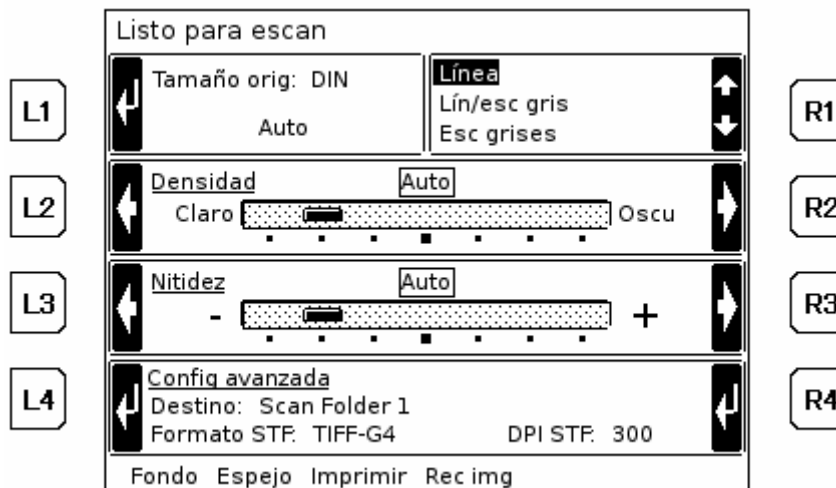 Listo para escan
L1
Tamaño orig: DIN
Auto
Línea
Lín/esc gris
Esc grises
R1
L2
Densidad
Auto
Claro
Oscu
R2
L3
Nitidez
Auto
- +
R3
L4
Config avanzada
Destino: Scan Folder 1
Formato STF: TIFF-G4 DPI STF: 300
R4
Fondo Espejo Imprimir Rec img